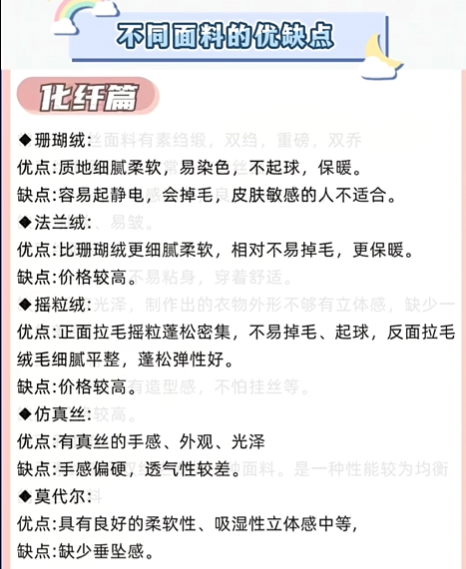 不同面料的优缺点
化纤篇
◆珊瑚绒:
优点:质地细腻柔软，易染色，不起球，保暖。
缺点:容易起静电，会掉毛，皮肤敏感的人不适合。
◆法兰绒:
优点:比珊瑚绒更细腻柔软，相对不易掉毛，更保暖。
缺点:价格较高。
◆摇粒绒:
优点:正面拉毛摇粒蓬松密集，不易掉毛、起球，反面拉毛
绒毛细腻平整，蓬松弹性好。
缺点:价格较高。
◆仿真丝:
优点:有真丝的手感、外观、光泽
缺点:手感偏硬，透气性较差。
◆莫代尔:
优点:具有良好的柔软性、吸湿性立体感中等，
缺点:缺少垂坠感。